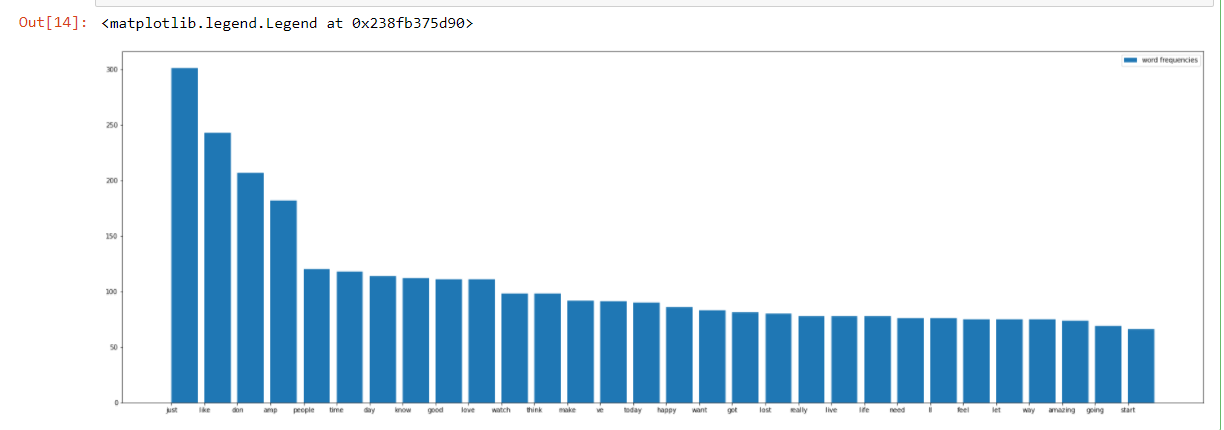 Out[14]: <matplotlib.legend.Legend at 0x238fb375d90>
word frequencies
300
250
200
150
100
50
0
just like don amp people time day know good love watch think make ve today happy want got lost really live life need ll feel let way amazing going start